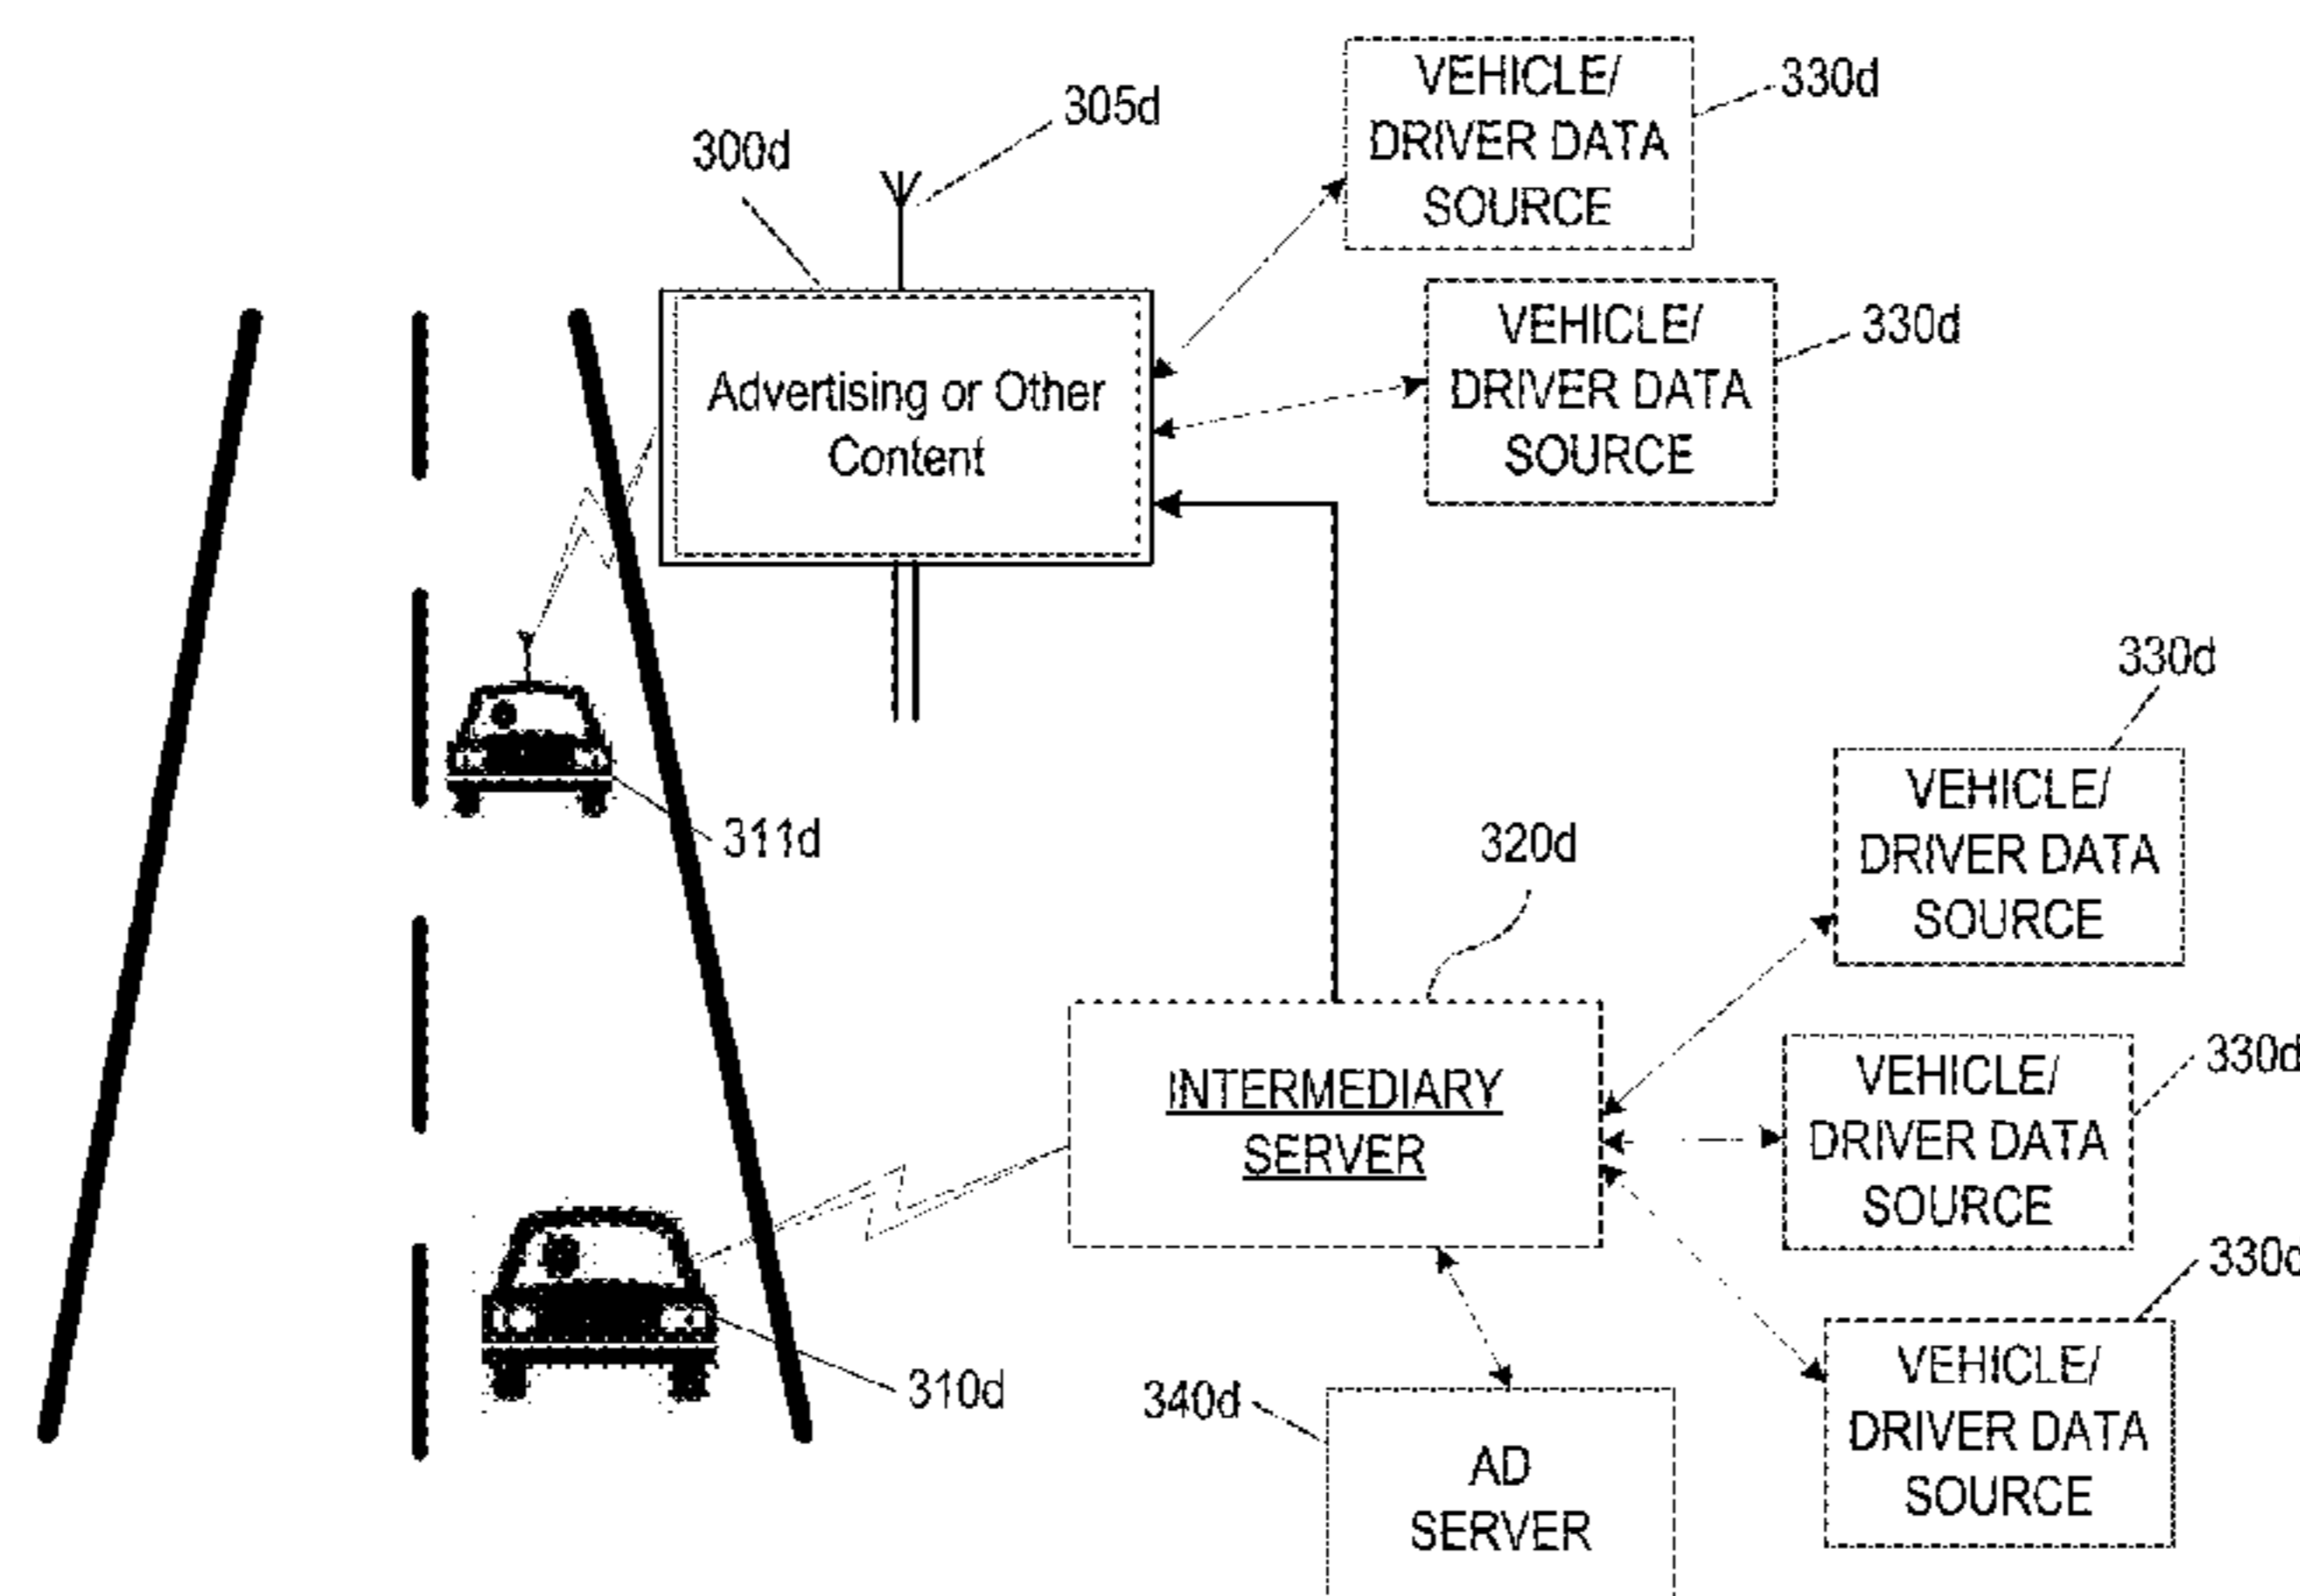 VEHICLE/
DRIVER DATA
SOURCE
330d
305d
300d
VEHICLE/
DRIVER DATA
SOURCE
330d
Advertising or Other
Content
330d
VEHICLE/
DRIVER DATA
SOURCE
311d
320d
INTERMEDIARY
SERVER
VEHICLE/
DRIVER DATA
SOURCE
330d
330d
VEHICLE/
DRIVER DATA
SOURCE
310d
340d
AD
SERVER